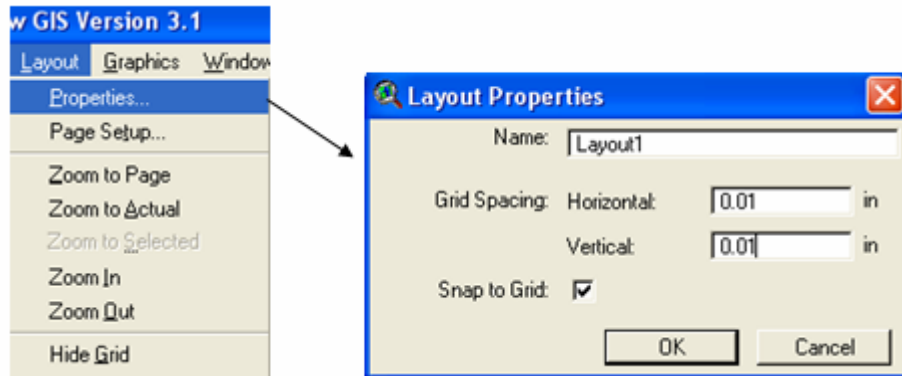 w GIS Version 3.1
Layout Graphics Window
Properties...
Page Setup...
Zoom to Page
Zoom to Actual
Zoom to Selected
Zoom In
Zoom Out
Hide Grid
Layout Properties
Name: Layout1
Grid Spacing: Horizontal: 0.01 in
Vertical: 0.01 in
Snap to Grid:
OK Cancel